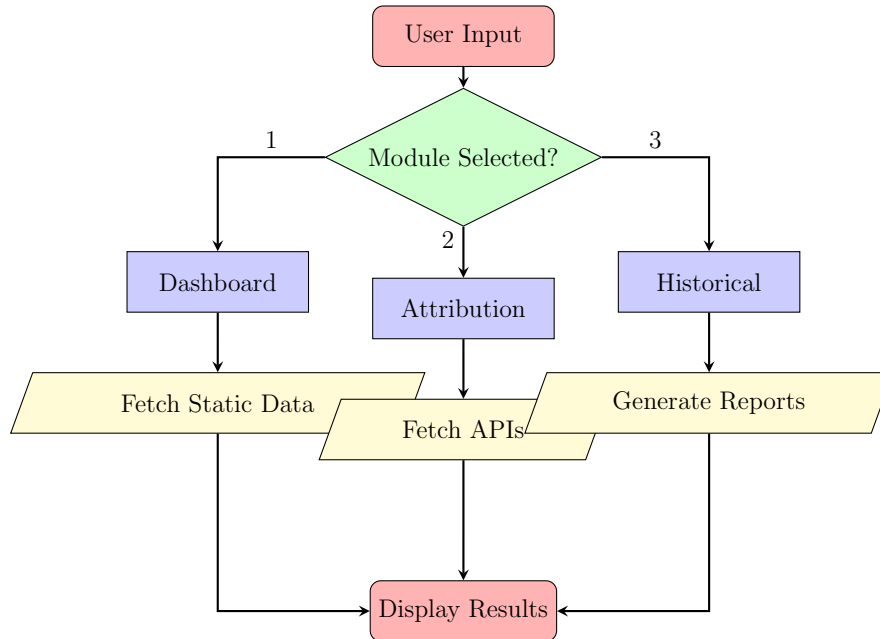 User Input
1
Module Selected?
3
2
Dashboard
Attribution
Historical
Fetch Static Data
Fetch APIs
Generate Reports
Display Results